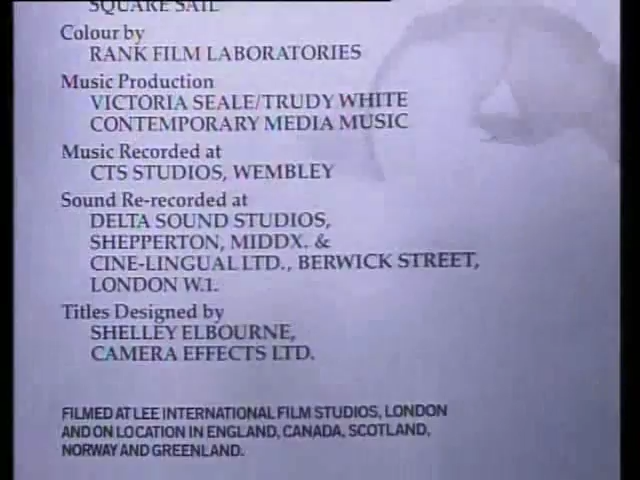 SQUARE SAIL
Colour by
RANK FILM LABORATORIES
Music Production
VICTORIA SEALE/TRUDY WHITE
CONTEMPORARY MEDIA MUSIC
Music Recorded at
CTS STUDIOS, WEMBLEY
Sound Re-recorded at
DELTA SOUND STUDIOS,
SHEPPERTON, MIDDX. &
CINE-LINGUAL LTD., BERWICK STREET,
LONDON W.1.
Titles Designed by
SHELLEY ELBOURNE,
CAMERA EFFECTS LTD.
FILMED AT LEE INTERNATIONAL FILM STUDIOS, LONDON
AND ON LOCATION IN ENGLAND, CANADA, SCOTLAND,
NORWAY AND GREENLAND.